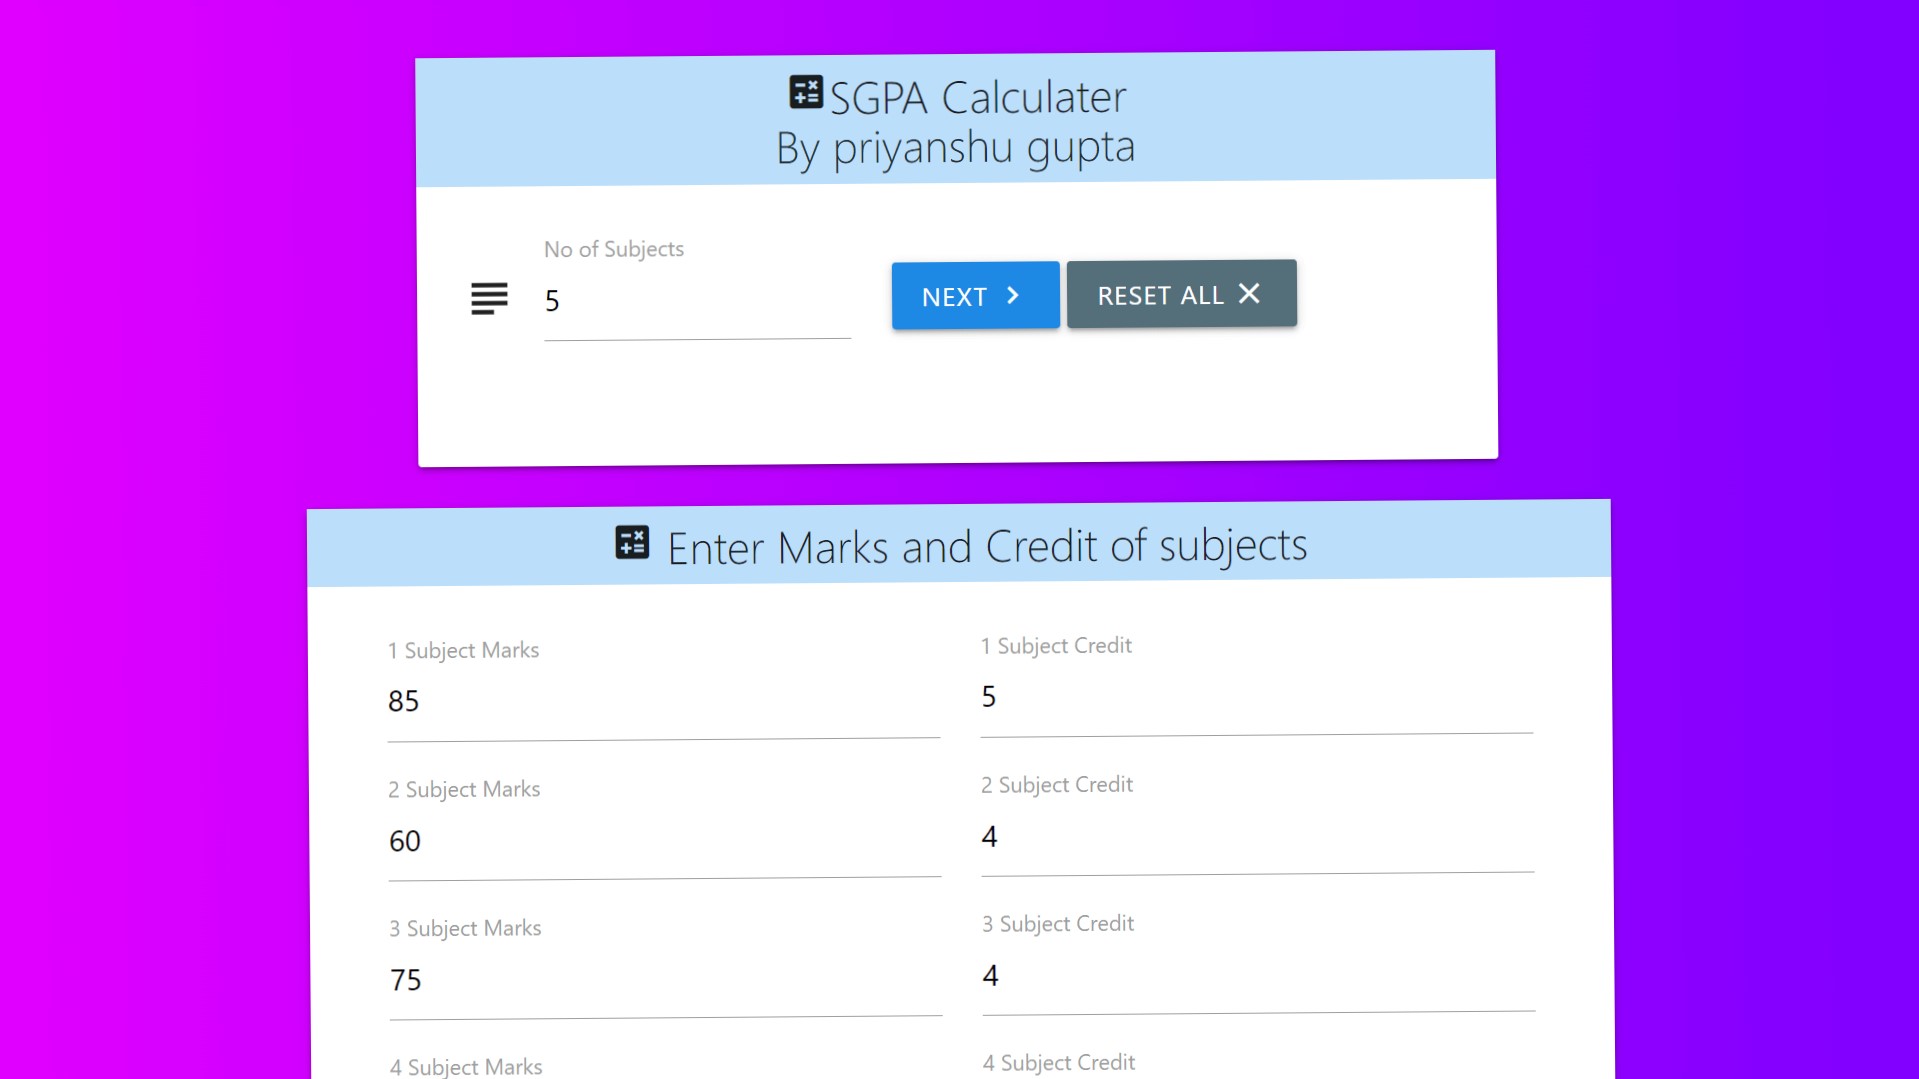 SGPA Calculater
By priyanshu gupta
No of Subjects
5
NEXT
RESET ALL
Enter Marks and Credit of subjects
1 Subject Marks
1 Subject Credit
85
5
2 Subject Marks
2 Subject Credit
60
4
3 Subject Marks
3 Subject Credit
75
4
4 Subject Marks
4 Subject Credit